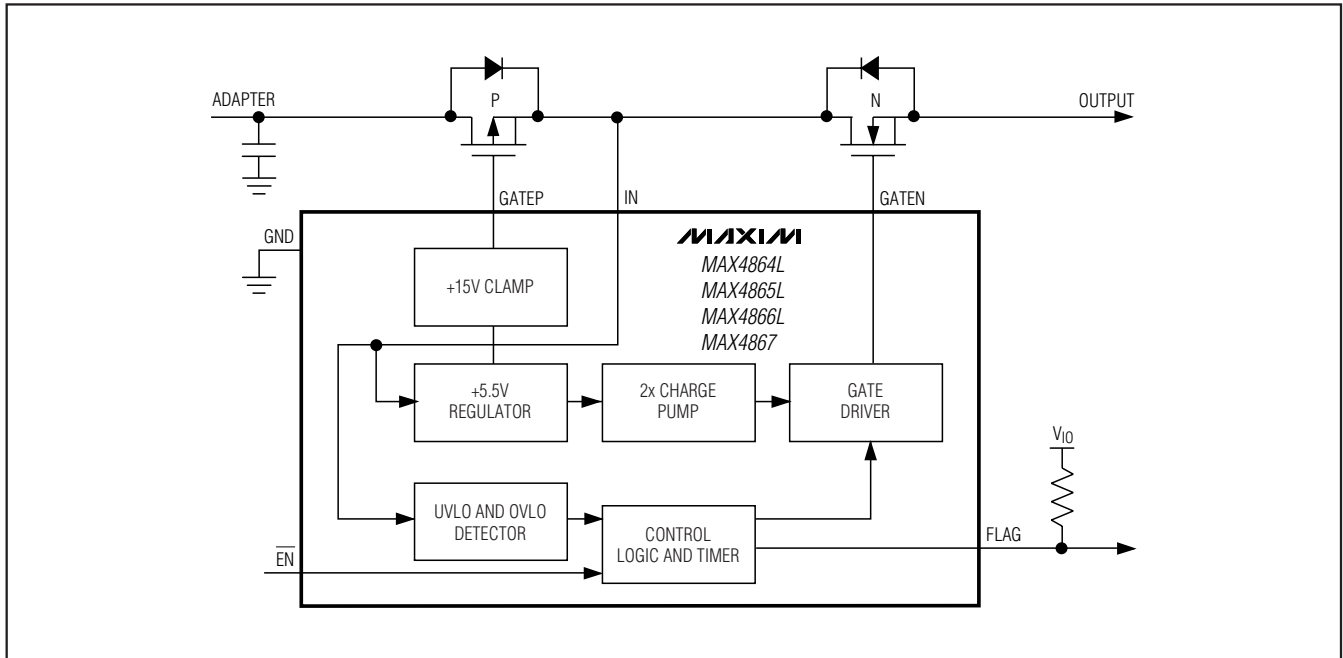 ADAPTER
P
N
OUTPUT
GATEP
IN
GATEN
GND
MAXIM
MAX4864L
MAX4865L
MAX4866L
MAX4867
+15V CLAMP
+5.5V
REGULATOR
2x CHARGE
PUMP
GATE
DRIVER
VIO
UVLO AND OVLO
DETECTOR
CONTROL
LOGIC AND TIMER
FLAG
EN